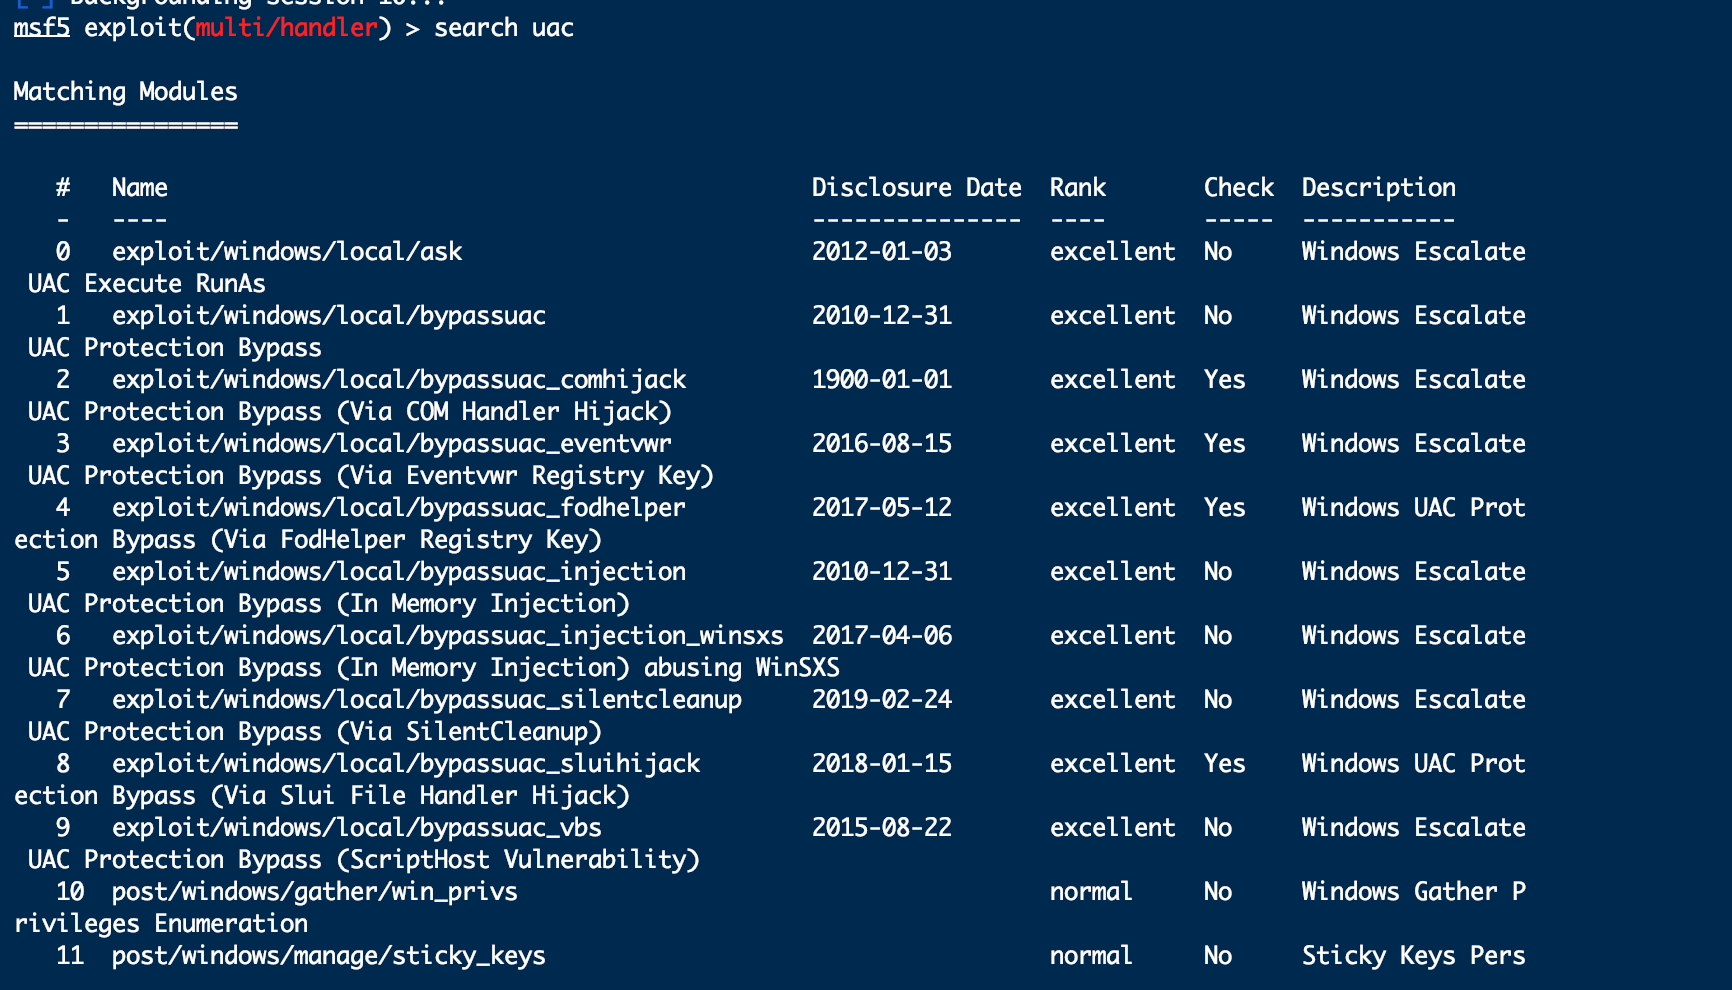 Backgrounding session 10...
msf5 exploit(multi/handler) > search uac
Matching Modules
================
#   Name                                              Disclosure Date  Rank       Check  Description
-   ----                                              ---------------  ----       -----  -----------
0   exploit/windows/local/ask                         2012-01-03       excellent  No     Windows Escalate
UAC Execute RunAs
1   exploit/windows/local/bypassuac                   2010-12-31       excellent  No     Windows Escalate
UAC Protection Bypass
2   exploit/windows/local/bypassuac_comhijack         1900-01-01       excellent  Yes    Windows Escalate
UAC Protection Bypass (Via COM Handler Hijack)
3   exploit/windows/local/bypassuac_eventvwr          2016-08-15       excellent  Yes    Windows Escalate
UAC Protection Bypass (Via Eventvwr Registry Key)
4   exploit/windows/local/bypassuac_fodhelper         2017-05-12       excellent  Yes    Windows UAC Prot
ection Bypass (Via FodHelper Registry Key)
5   exploit/windows/local/bypassuac_injection         2010-12-31       excellent  No     Windows Escalate
UAC Protection Bypass (In Memory Injection)
6   exploit/windows/local/bypassuac_injection_winsxs  2017-04-06       excellent  No     Windows Escalate
UAC Protection Bypass (In Memory Injection) abusing WinSXS
7   exploit/windows/local/bypassuac_silentcleanup     2019-02-24       excellent  No     Windows Escalate
UAC Protection Bypass (Via SilentCleanup)
8   exploit/windows/local/bypassuac_sluihijack        2018-01-15       excellent  Yes    Windows UAC Prot
ection Bypass (Via Slui File Handler Hijack)
9   exploit/windows/local/bypassuac_vbs               2015-08-22       excellent  No     Windows Escalate
UAC Protection Bypass (ScriptHost Vulnerability)
10  post/windows/gather/win_privs                                      normal     No     Windows Gather P
rivileges Enumeration
11  post/windows/manage/sticky_keys                                    normal     No     Sticky Keys Pers